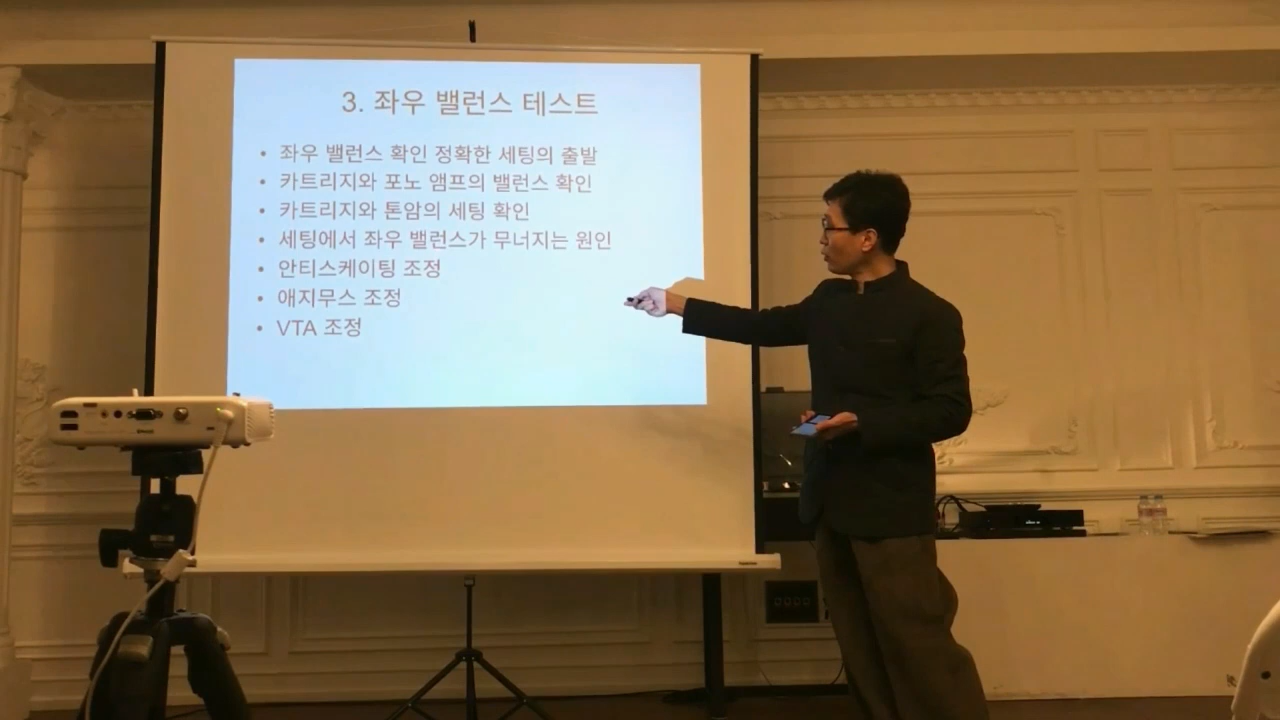 3. 좌우 밸런스 테스트
• 좌우 밸런스 확인 정확한 세팅의 출발
• 카트리지와 포노 앰프의 밸런스 확인
• 카트리지와 톤암의 세팅 확인
• 세팅에서 좌우 밸런스가 무너지는 원인
• 안티스케이팅 조정
• 애지무스 조정
• VTA 조정